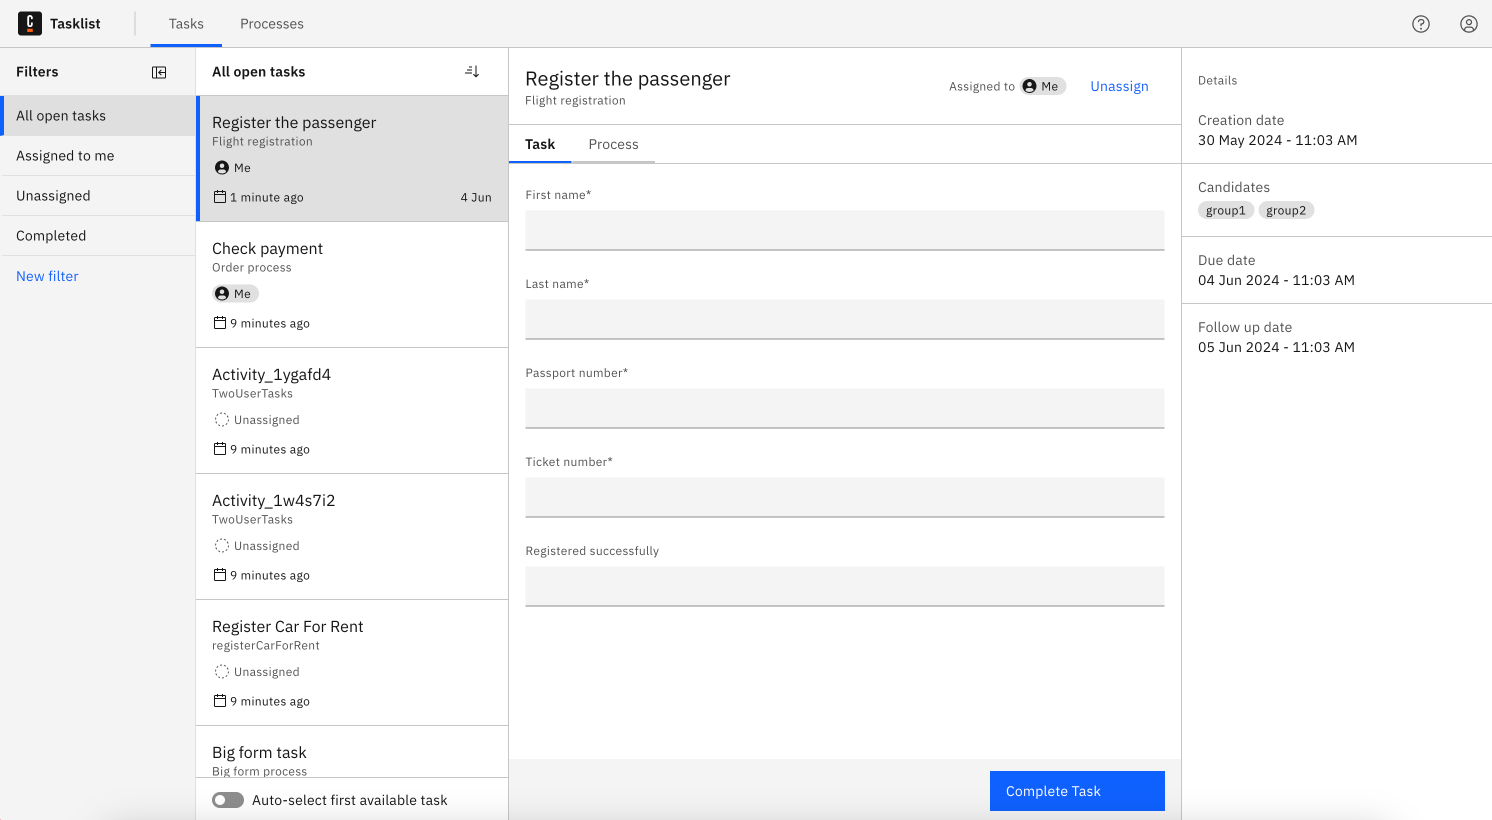 C Tasklist
Tasks
Processes
Filters
All open tasks
Assigned to me
Unassigned
Completed
New filter
All open tasks
Register the passenger
Flight registration
Me
1 minute ago
4 Jun
Check payment
Order process
Me
9 minutes ago
Activity_1ygafd4
TwoUserTasks
Unassigned
9 minutes ago
Activity_1w4s7i2
TwoUserTasks
Unassigned
9 minutes ago
Register Car For Rent
registerCarForRent
Unassigned
9 minutes ago
Big form task
Big form process
Auto-select first available task
Register the passenger
Flight registration
Assigned to Me
Unassign
Task
Process
First name*
Last name*
Passport number*
Ticket number*
Registered successfully
Complete Task
Details
Creation date
30 May 2024 - 11:03 AM
Candidates
group1 group2
Due date
04 Jun 2024 - 11:03 AM
Follow up date
05 Jun 2024 - 11:03 AM